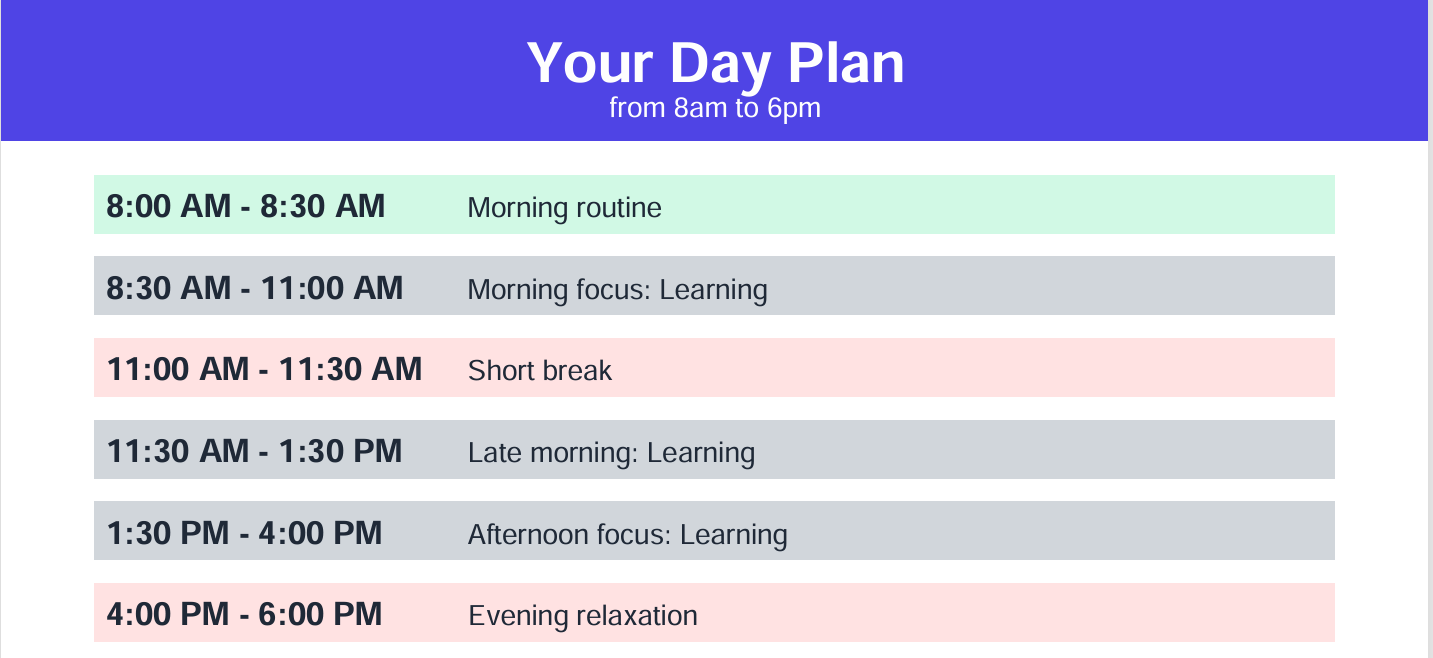 Your Day Plan
from 8am to 6pm
8:00 AM - 8:30 AM Morning routine
8:30 AM - 11:00 AM Morning focus: Learning
11:00 AM - 11:30 AM Short break
11:30 AM - 1:30 PM Late morning: Learning
1:30 PM - 4:00 PM Afternoon focus: Learning
4:00 PM - 6:00 PM Evening relaxation